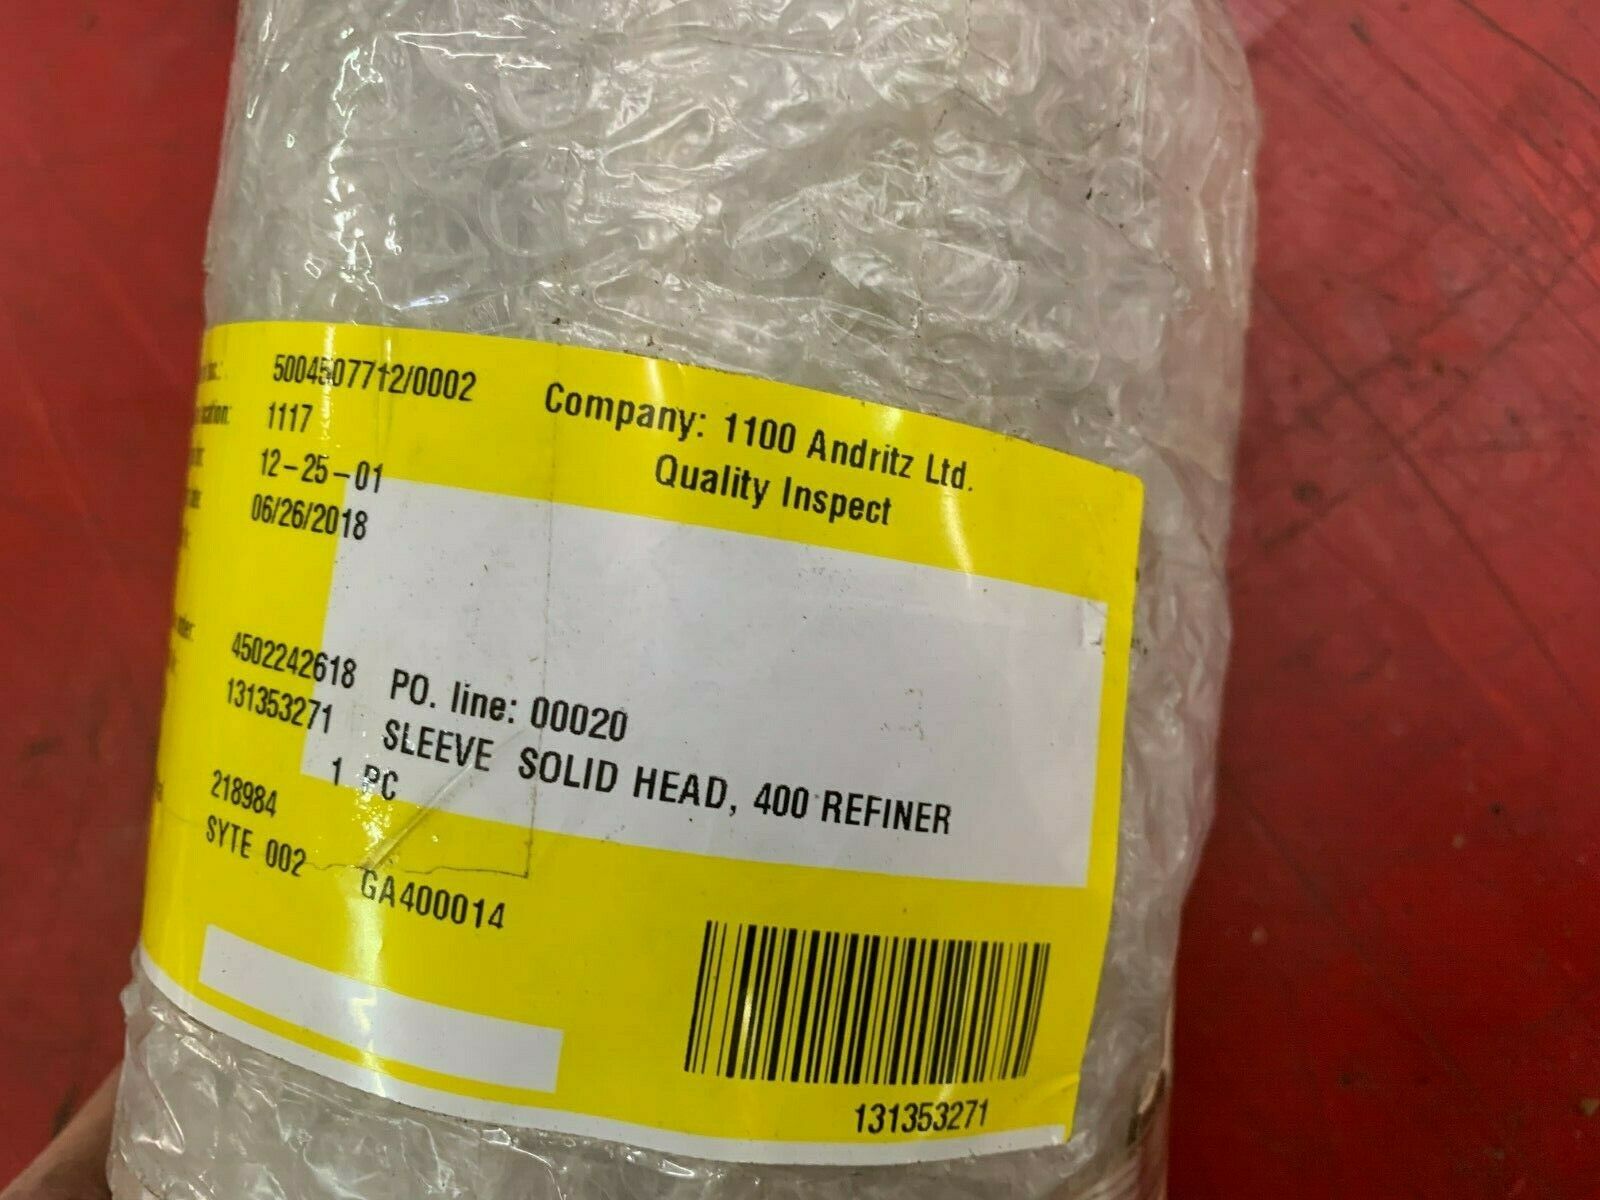 5004507712/0002 Company: 1100 Andritz Ltd.
1117 Quality Inspect
12-25-01
06/26/2018
4502242618 PO. line: 00020
131353271 SLEEVE SOLID HEAD, 400 REFINER
1 PC
218984
SYTE 002 GA400014
131353271